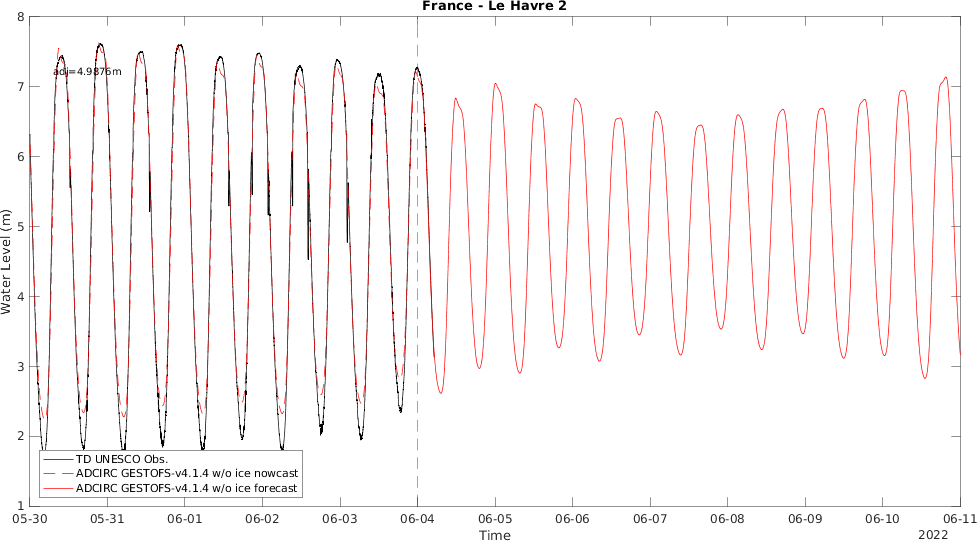 France - Le Havre 2
8
adj=4.9876m
7
6
5
4
3
2
1
Water Level (m)
TD UNESCO Obs.
ADCIRC GESTOFS-v4.1.4 w/o ice nowcast
ADCIRC GESTOFS-v4.1.4 w/o ice forecast
05-30 05-31 06-01 06-02 06-03 06-04 06-05 06-06 06-07 06-08 06-09 06-10 06-11
Time
2022